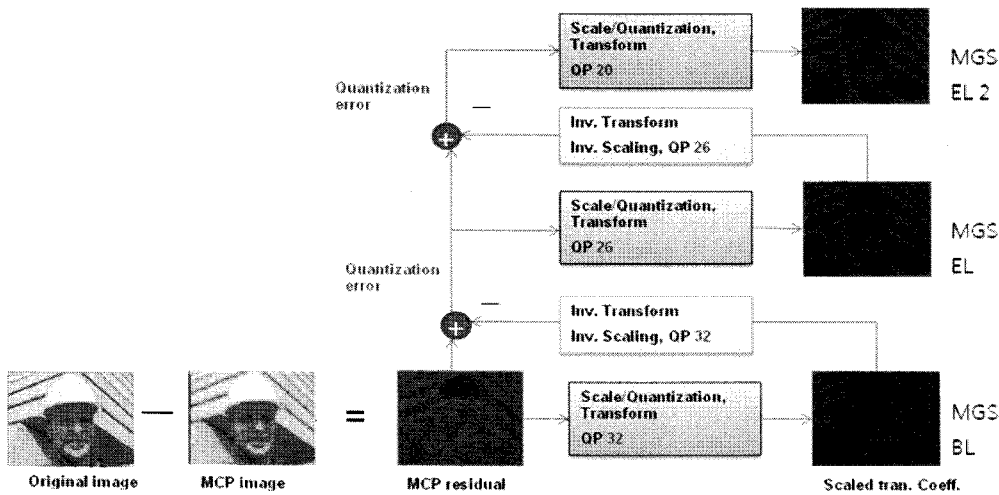 Scale/Quantization,
Transform
QP 20
MGS
EL 2
Quantization
error
—
Inv. Transform
Inv. Scaling, QP 26
Scale/Quantization,
Transform
QP 26
MGS
EL
Quantization
error
—
Inv. Transform
Inv. Scaling, QP 32
Scale/Quantization,
Transform
QP 32
MGS
BL
— =
Original image
MCP image
MCP residual
Scaled tran. Coeff.